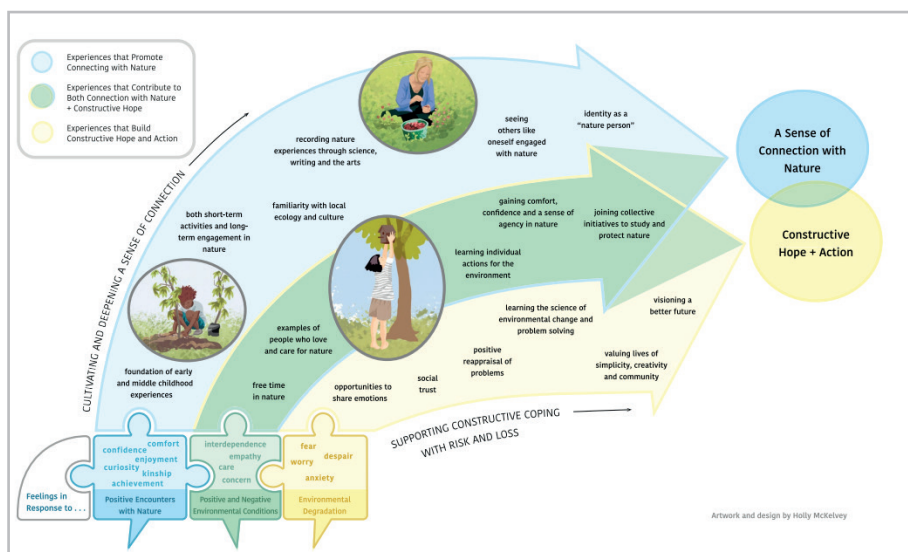 Experiences that Promote
Connecting with Nature
Experiences that Contribute to
Both Connection with Nature
+ Constructive Hope
Experiences that Build
Constructive Hope and Action
CULTIVATING AND DEEPENING A SENSE OF CONNECTION
foundation of early
and middle childhood
experiences
both short-term
activities and long-
term engagement in
nature
familiarity with local
ecology and culture
recording nature
experiences through science,
writing and the arts
seeing
others like
oneself engaged
with nature
identity as a
"nature person"
free time
in nature
examples of
people who love
and care for nature
learning individual
actions for the
environment
gaining comfort,
confidence and a sense of
agency in nature
joining collective
initiatives to study and
protect nature
opportunities to
share emotions
social
trust
positive
reappraisal of
problems
learning the science of
environmental change and
problem solving
valuing lives of
simplicity, creativity
and community
visioning a
better future
SUPPORTING CONSTRUCTIVE COPING
WITH RISK AND LOSS
A Sense of
Connection with
Nature
Constructive
Hope + Action
Feelings in
Response to . . .
comfort
confidence
enjoyment
curiosity
kinship
achievement
Positive Encounters
with Nature
interdependence
empathy
care
concern
Positive and Negative
Environmental Conditions
fear
despair
worry
anxiety
Environmental
Degradation
Artwork and design by Holly McKelvey